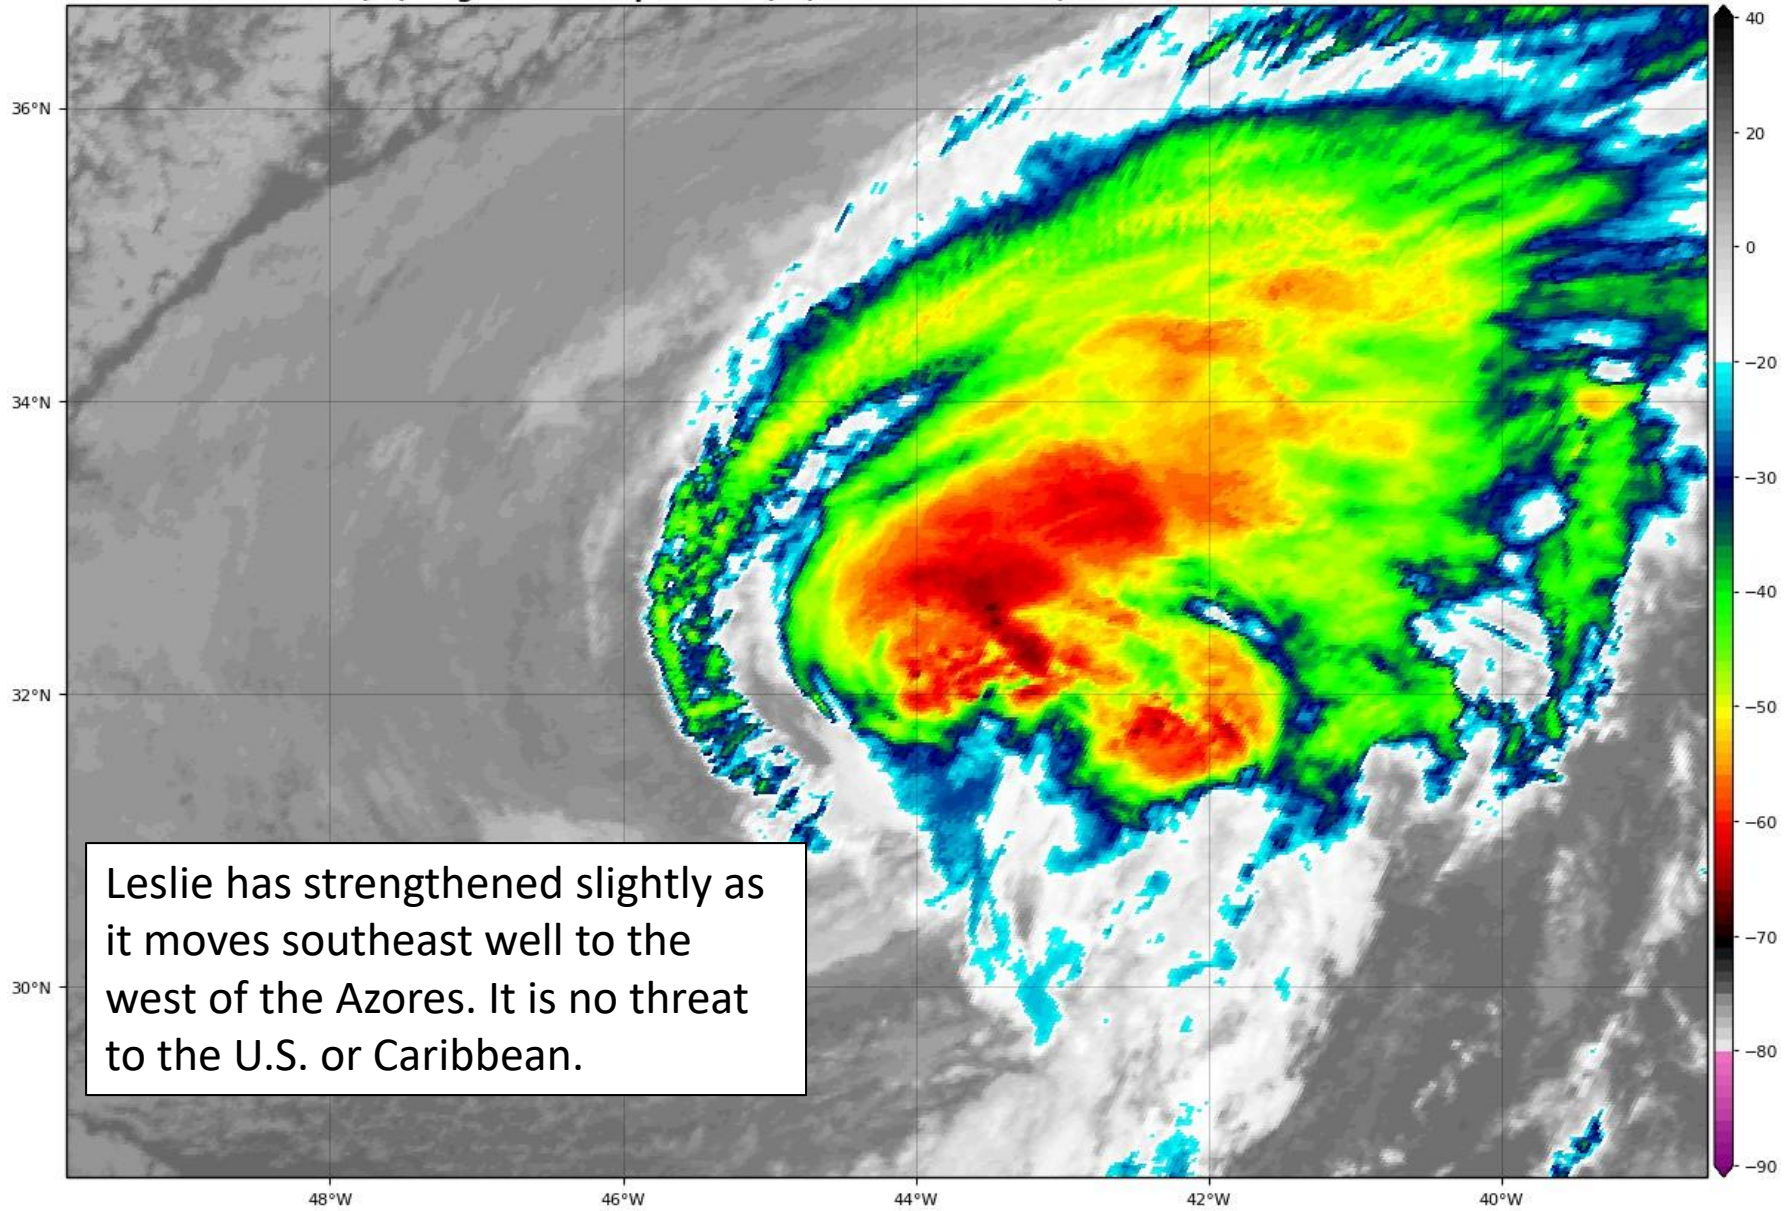 40
36°N
20
0
-20
34°N
-30
-40
32°N
-50
-60
Leslie has strengthened slightly as
it moves southeast well to the
west of the Azores. It is no threat
to the U.S. or Caribbean.
-70
30°N
-80
-90
48°W 46°W 44°W 42°W 40°W